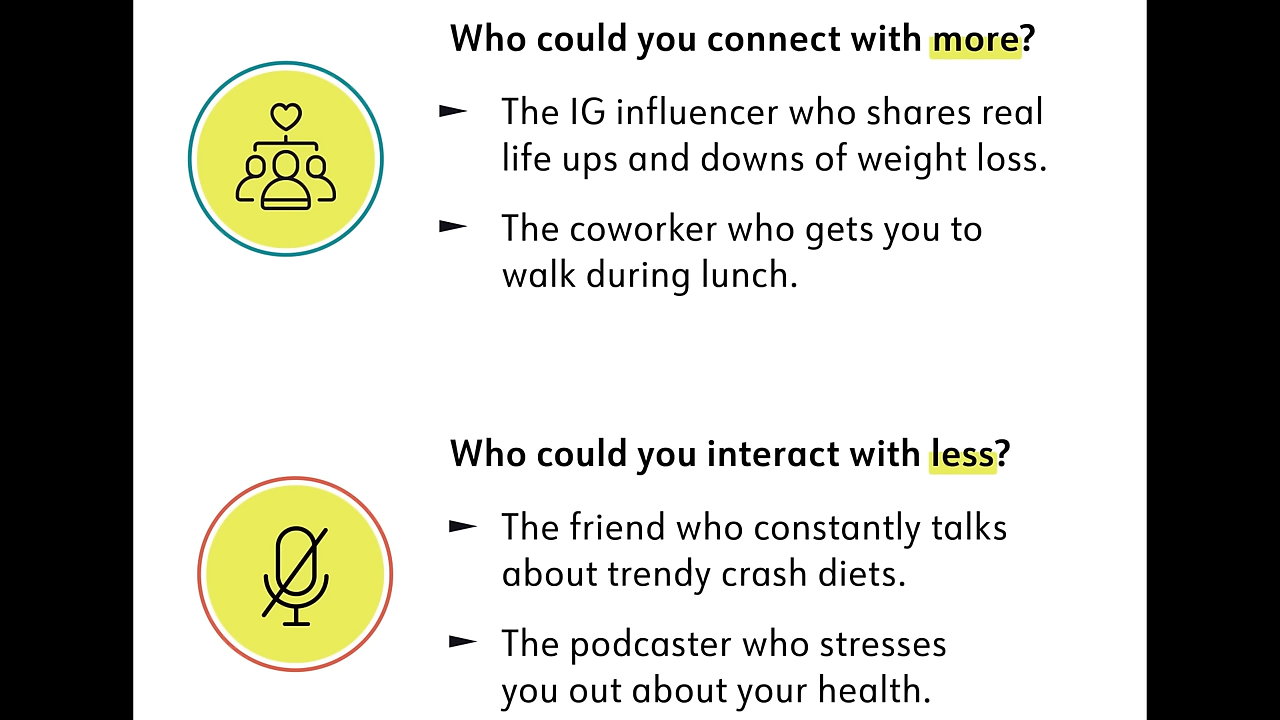 Who could you connect with more?
► The IG influencer who shares real
life ups and downs of weight loss.
► The coworker who gets you to
walk during lunch.
Who could you interact with less?
► The friend who constantly talks
about trendy crash diets.
► The podcaster who stresses
you out about your health.